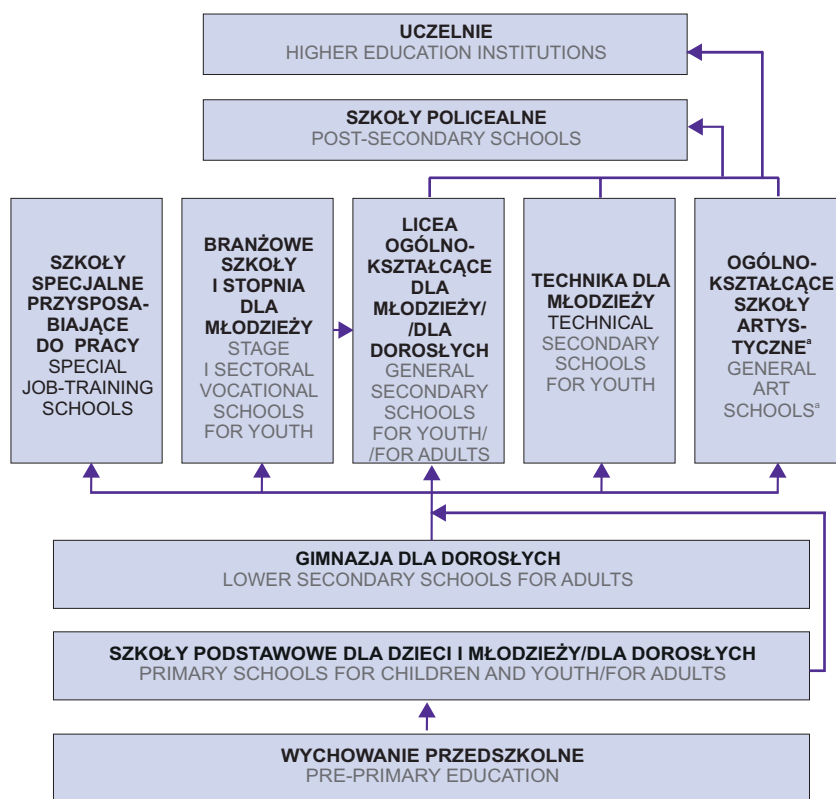 UCZELNIE
HIGHER EDUCATION INSTITUTIONS
SZKOŁY POLICEALNE
POST-SECONDARY SCHOOLS
SZKOŁY
SPECJALNE
PRZYSPOSA-
BIAJĄCE
DO PRACY
SPECIAL
JOB-TRAINING
SCHOOLS
BRANŻOWE
SZKOŁY
I STOPNIA
DLA
MŁODZIEŻY
STAGE
I SECTORAL
VOCATIONAL
SCHOOLS
FOR YOUTH
LICEA
OGÓLNO-
KSZTAŁCĄCE
DLA
MŁODZIEŻY/
/DLA
DOROSŁYCH
GENERAL
SECONDARY
SCHOOLS
FOR YOUTH/
/FOR ADULTS
TECHNIKA DLA
MŁODZIEŻY
TECHNICAL
SECONDARY
SCHOOLS
FOR YOUTH
OGÓLNO-
KSZTAŁCĄCE
SZKOŁY
ARTYS-
TYCZNEᵃ
GENERAL
ART
SCHOOLSᵃ
GIMNAZJA DLA DOROSŁYCH
LOWER SECONDARY SCHOOLS FOR ADULTS
SZKOŁY PODSTAWOWE DLA DZIECI I MŁODZIEŻY/DLA DOROSŁYCH
PRIMARY SCHOOLS FOR CHILDREN AND YOUTH/FOR ADULTS
WYCHOWANIE PRZEDSZKOLNE
PRE-PRIMARY EDUCATION